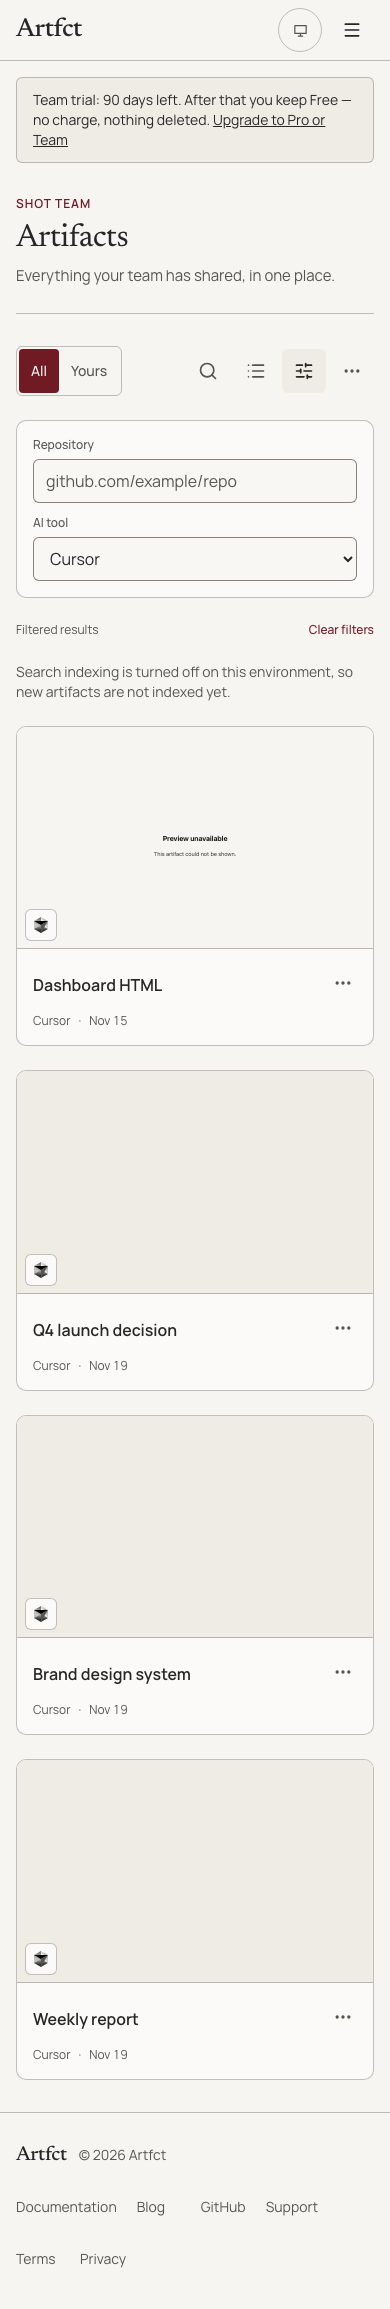 Artfct
Team trial: 90 days left. After that you keep Free —
no charge, nothing deleted. Upgrade to Pro or
Team
SHOT TEAM
Artifacts
Everything your team has shared, in one place.
All
Yours
Repository
github.com/example/repo
AI tool
Cursor
Filtered results
Clear filters
Search indexing is turned off on this environment, so
new artifacts are not indexed yet.
Preview unavailable
This artifact could not be shown.
Dashboard HTML
Cursor · Nov 15
Q4 launch decision
Cursor · Nov 19
Brand design system
Cursor · Nov 19
Weekly report
Cursor · Nov 19
Artfct © 2026 Artfct
Documentation Blog GitHub Support
Terms Privacy